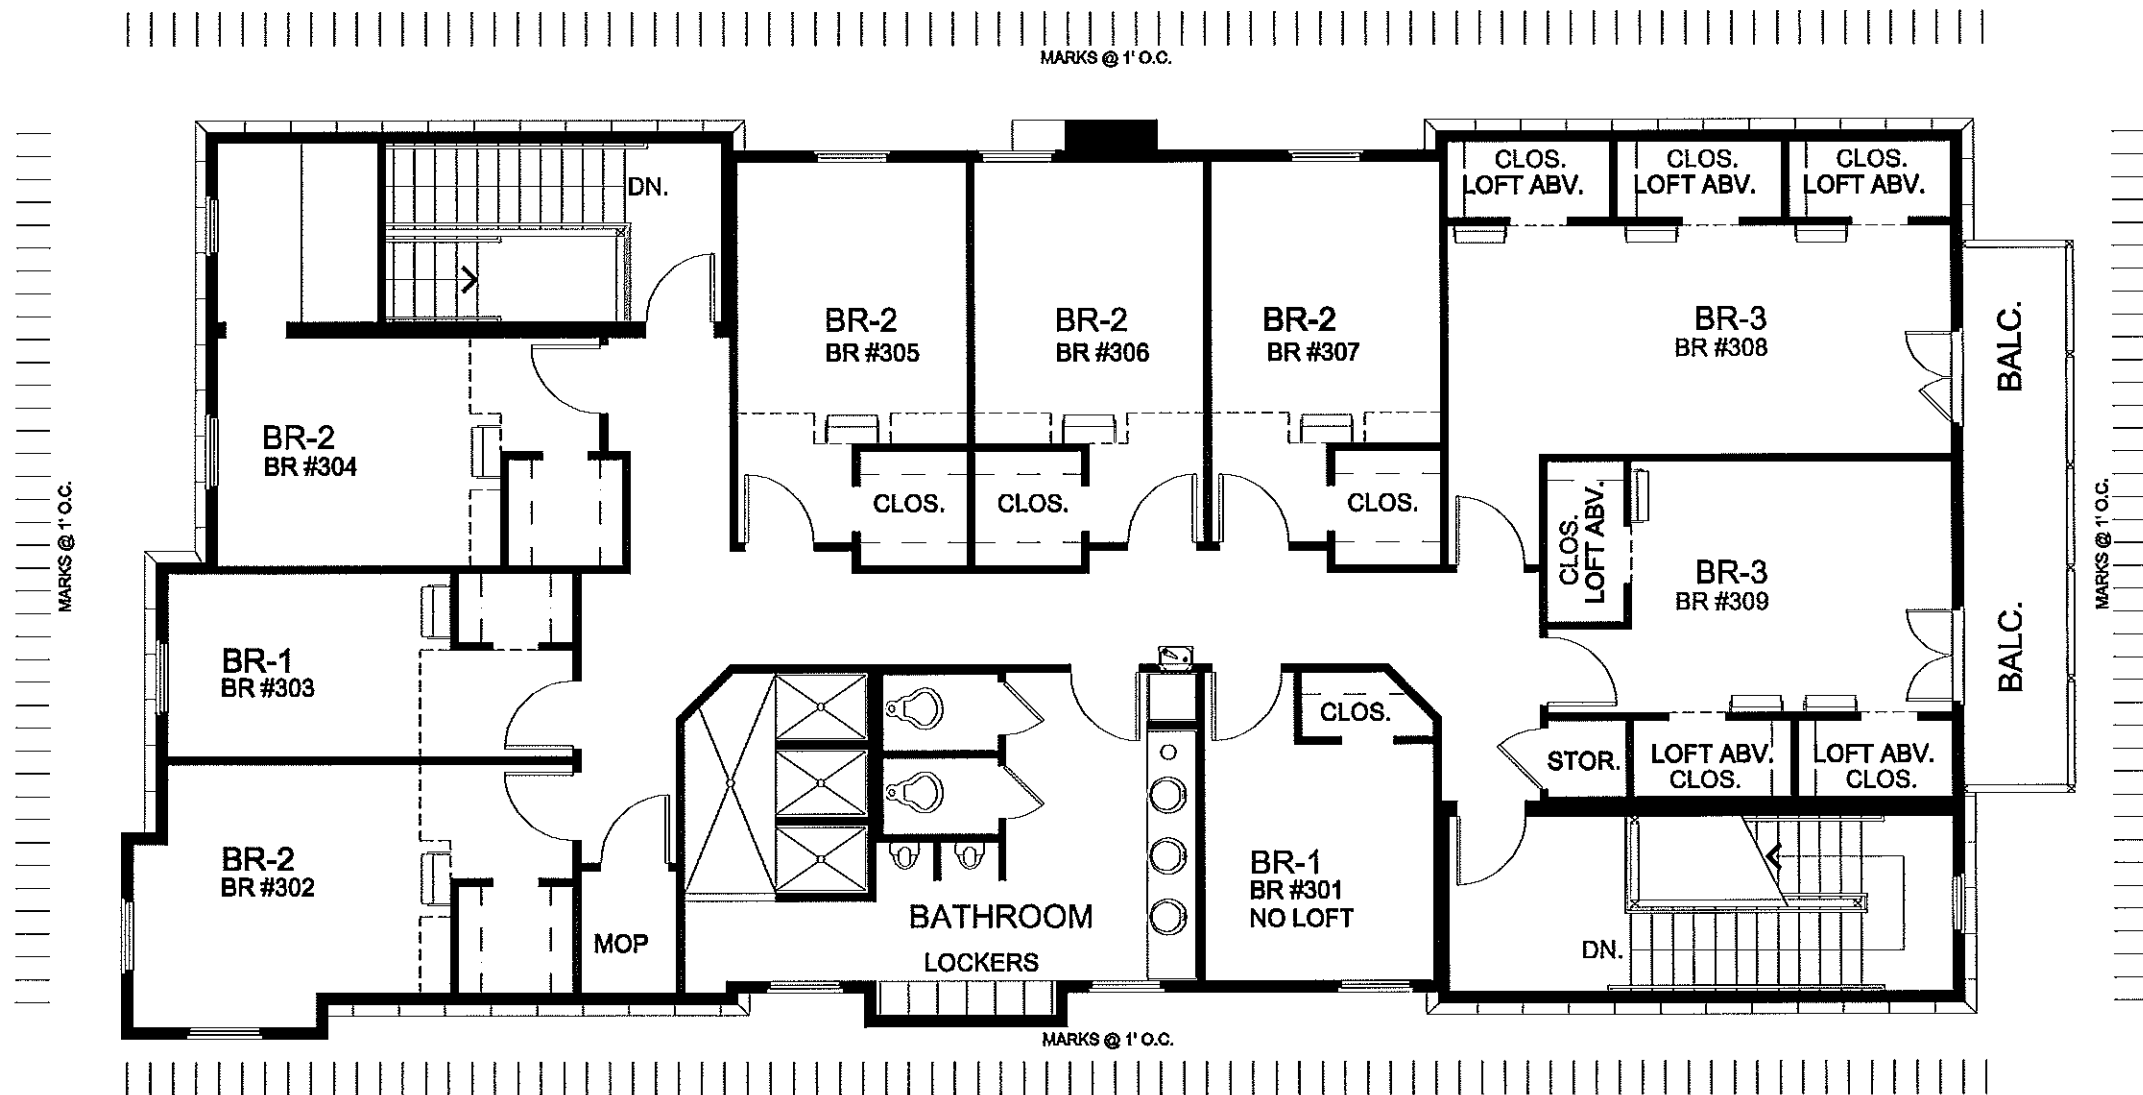 MARKS @ 1' O.C.
CLOS.
LOFT ABV.
CLOS.
LOFT ABV.
CLOS.
LOFT ABV.
DN.
BR-2
BR #305
BR-2
BR #306
BR-2
BR #307
BR-3
BR #308
BALC.
BR-2
BR #304
CLOS.
CLOS.
CLOS.
CLOS.
LOFT ABV.
MARKS @ 1' O.C.
MARKS @ 1' O.C.
BR-3
BR #309
BALC.
BR-1
BR #303
CLOS.
STOR.
LOFT ABV.
CLOS.
LOFT ABV.
CLOS.
BR-2
BR #302
BR-1
BR #301
NO LOFT
BATHROOM
LOCKERS
MOP
DN.
MARKS @ 1' O.C.